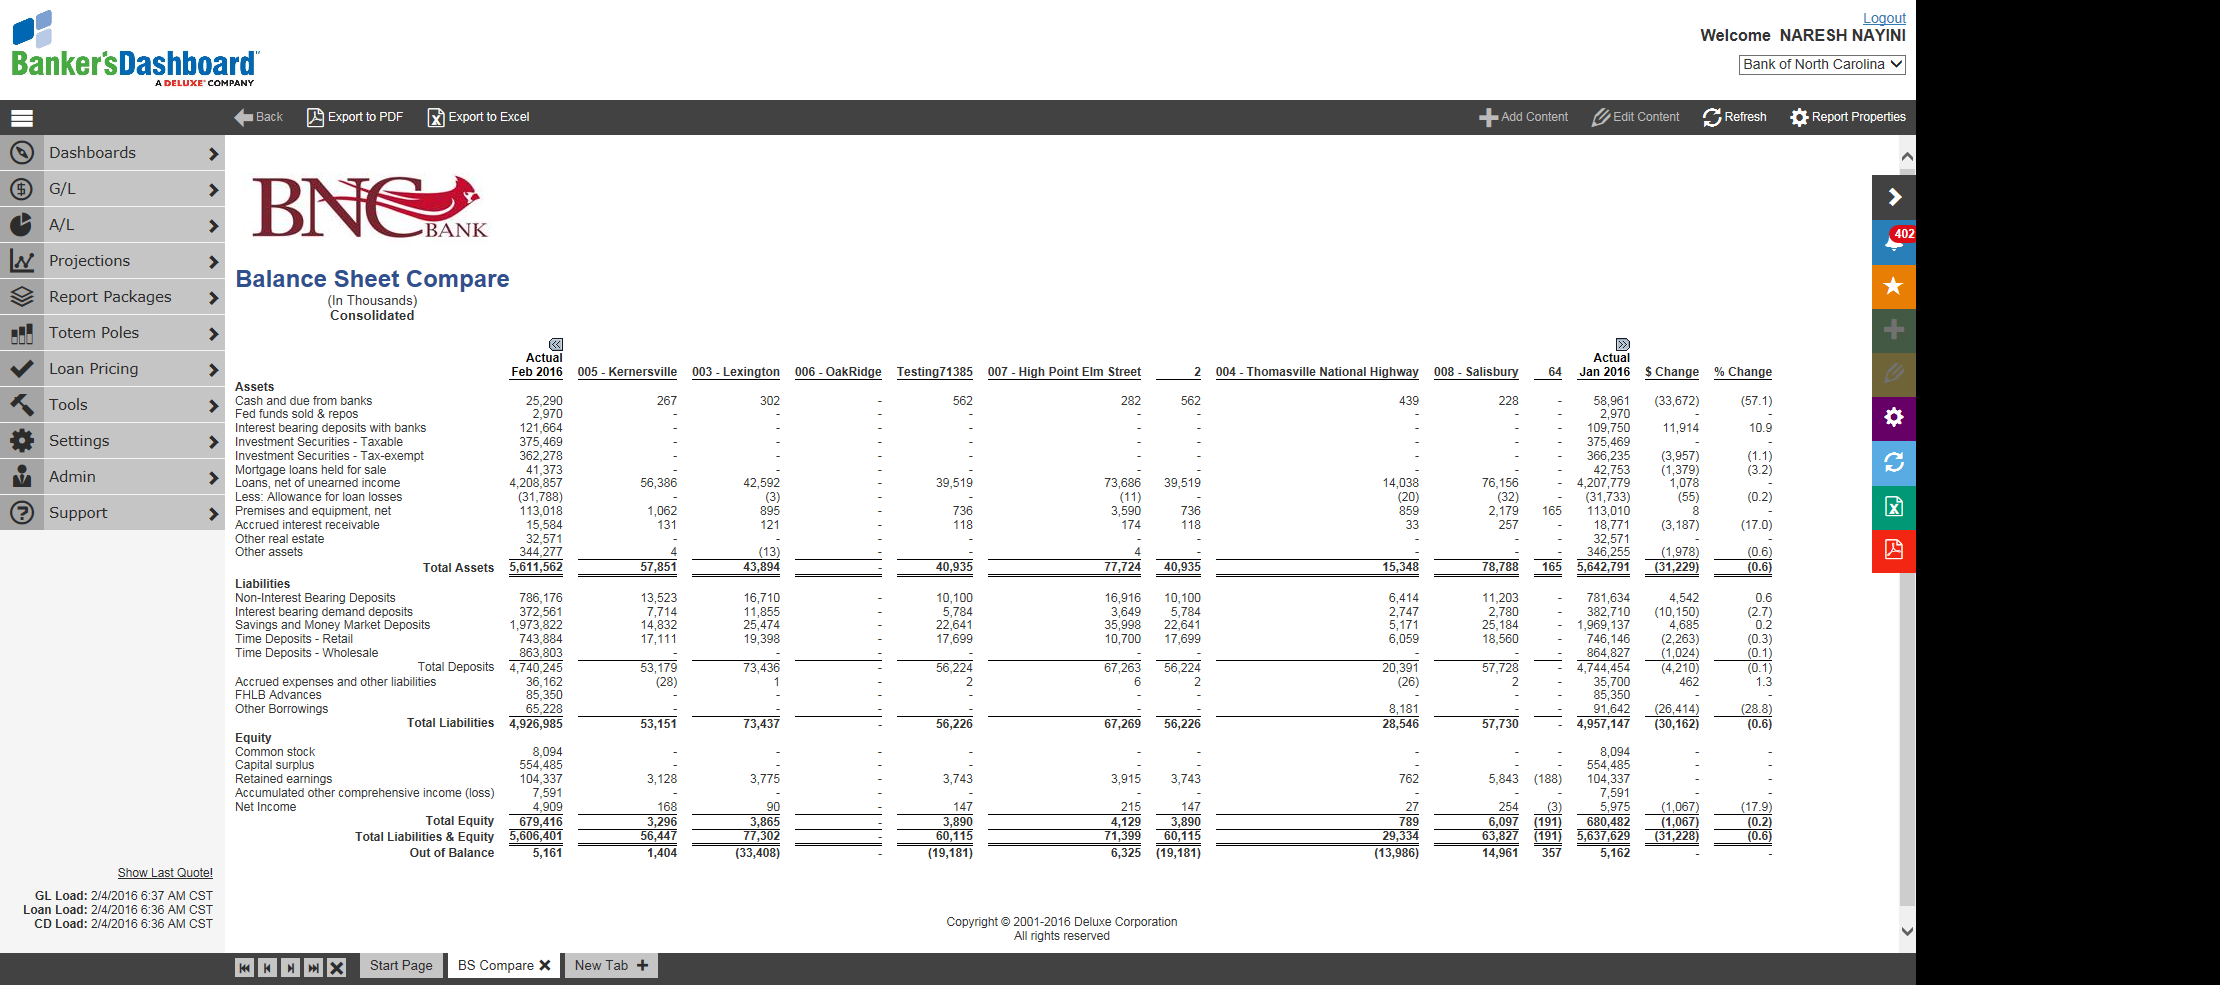 Logout
Banker'sDashboard
A DELUXE COMPANY
Welcome NARESH NAYINI
Bank of North Carolina
Back Export to PDF Export to Excel Add Content Edit Content Refresh Report Properties
Dashboards
G/L
A/L
Projections
Report Packages
Totem Poles
Loan Pricing
Tools
Settings
Admin
Support
402
BNC BANK
Balance Sheet Compare
(In Thousands)
Consolidated
Actual Actual
Feb 2016 005 - Kernersville 003 - Lexington 006 - OakRidge Testing71385 007 - High Point Elm Street 2 004 - Thomasville National Highway 008 - Salisbury 64 Jan 2016 $ Change % Change
Assets
Cash and due from banks 25,290 267 302 - 562 282 562 439 228 - 58,961 (33,672) (57.1)
Fed funds sold & repos 2,970 - - - - - - - - - 2,970 - -
Interest bearing deposits with banks 121,664 - - - - - - - - - 109,750 11,914 10.9
Investment Securities - Taxable 375,469 - - - - - - - - - 375,469 - -
Investment Securities - Tax-exempt 362,278 - - - - - - - - - 366,235 (3,957) (1.1)
Mortgage loans held for sale 41,373 - - - - - - - - - 42,753 (1,379) (3.2)
Loans, net of unearned income 4,208,857 56,386 42,592 - 39,519 73,686 39,519 14,038 76,156 - 4,207,779 1,078 -
Less: Allowance for loan losses (31,788) - (3) - - (11) - (20) (32) - (31,733) (55) (0.2)
Premises and equipment, net 113,018 1,062 895 - 736 3,590 736 859 2,179 165 113,010 8 -
Accrued interest receivable 15,584 131 121 - 118 174 118 33 257 - 18,771 (3,187) (17.0)
Other real estate 32,571 - - - - - - - - - 32,571 - -
Other assets 344,277 4 (13) - - 4 - - - - 346,255 (1,978) (0.6)
Total Assets 5,611,562 57,851 43,894 - 40,935 77,724 40,935 15,348 78,788 165 5,642,791 (31,229) (0.6)
Liabilities
Non-Interest Bearing Deposits 786,176 13,523 16,710 - 10,100 16,916 10,100 6,414 11,203 - 781,634 4,542 0.6
Interest bearing demand deposits 372,561 7,714 11,855 - 5,784 3,649 5,784 2,747 2,780 - 382,710 (10,150) (2.7)
Savings and Money Market Deposits 1,973,822 14,832 25,474 - 22,641 35,998 22,641 5,171 25,184 - 1,969,137 4,685 0.2
Time Deposits - Retail 743,884 17,111 19,398 - 17,699 10,700 17,699 6,059 18,560 - 746,146 (2,263) (0.3)
Time Deposits - Wholesale 863,803 - - - - - - - - - 864,827 (1,024) (0.1)
Total Deposits 4,740,245 53,179 73,436 - 56,224 67,263 56,224 20,391 57,728 - 4,744,454 (4,210) (0.1)
Accrued expenses and other liabilities 36,162 (28) 1 - 2 6 2 (26) 2 - 35,700 462 1.3
FHLB Advances 85,350 - - - - - - - - - 85,350 - -
Other Borrowings 65,228 - - - - - - 8,181 - - 91,642 (26,414) (28.8)
Total Liabilities 4,926,985 53,151 73,437 - 56,226 67,269 56,226 28,546 57,730 - 4,957,147 (30,162) (0.6)
Equity
Common stock 8,094 - - - - - - - - - 8,094 - -
Capital surplus 554,485 - - - - - - - - - 554,485 - -
Retained earnings 104,337 3,128 3,775 - 3,743 3,915 3,743 762 5,843 (188) 104,337 - -
Accumulated other comprehensive income (loss) 7,591 - - - - - - - - - 7,591 - -
Net Income 4,909 168 90 - 147 215 147 27 254 (3) 5,975 (1,067) (17.9)
Total Equity 679,416 3,296 3,865 - 3,890 4,129 3,890 789 6,097 (191) 680,482 (1,067) (0.2)
Total Liabilities & Equity 5,606,401 56,447 77,302 - 60,115 71,399 60,115 29,334 63,827 (191) 5,637,629 (31,228) (0.6)
Out of Balance 5,161 1,404 (33,408) - (19,181) 6,325 (19,181) (13,986) 14,961 357 5,162 - -
Show Last Quote!
GL Load: 2/4/2016 6:37 AM CST
Loan Load: 2/4/2016 6:36 AM CST
CD Load: 2/4/2016 6:36 AM CST
Copyright © 2001-2016 Deluxe Corporation
All rights reserved
Start Page BS Compare New Tab